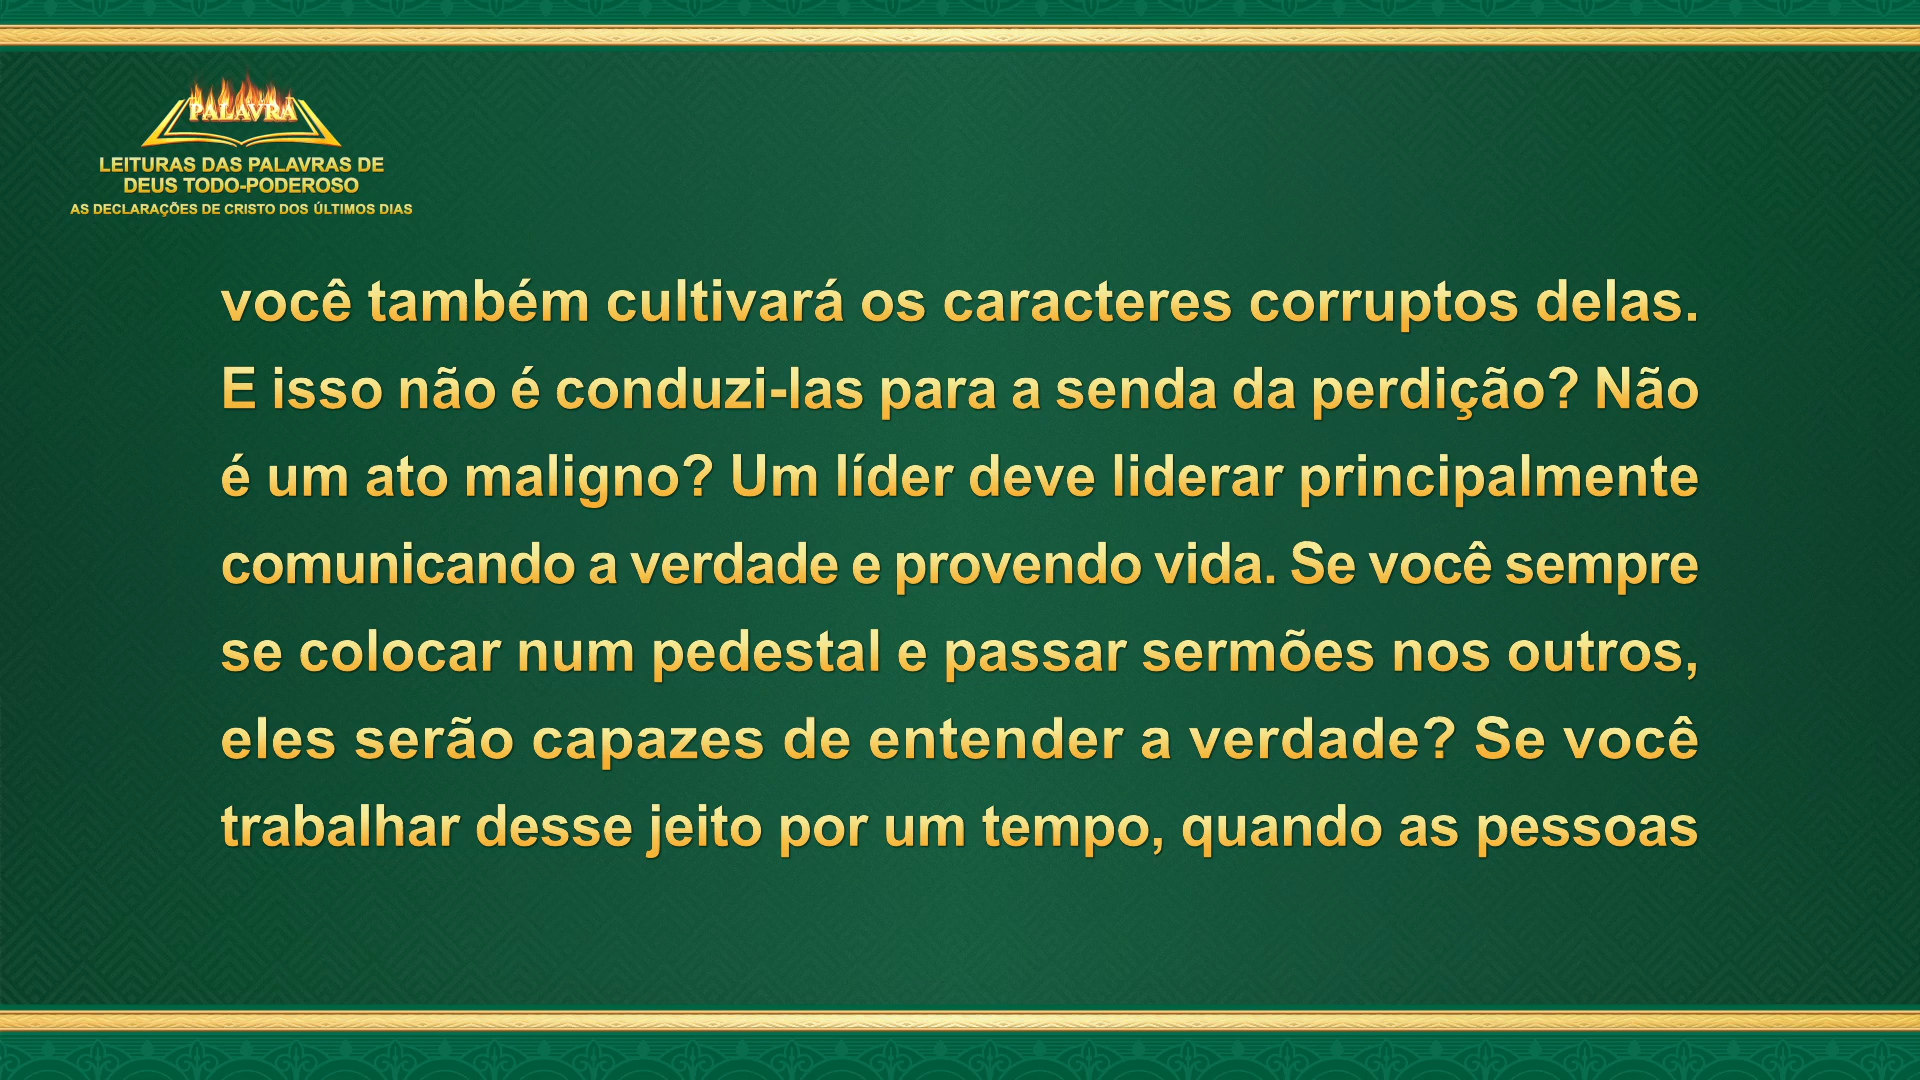 PALAVRA
LEITURAS DAS PALAVRAS DE
DEUS TODO-PODEROSO
AS DECLARAÇÕES DE CRISTO DOS ÚLTIMOS DIAS
você também cultivará os caracteres corruptos delas.
E isso não é conduzi-las para a senda da perdição? Não
é um ato maligno? Um líder deve liderar principalmente
comunicando a verdade e provendo vida. Se você sempre
se colocar num pedestal e passar sermões nos outros,
eles serão capazes de entender a verdade? Se você
trabalhar desse jeito por um tempo, quando as pessoas